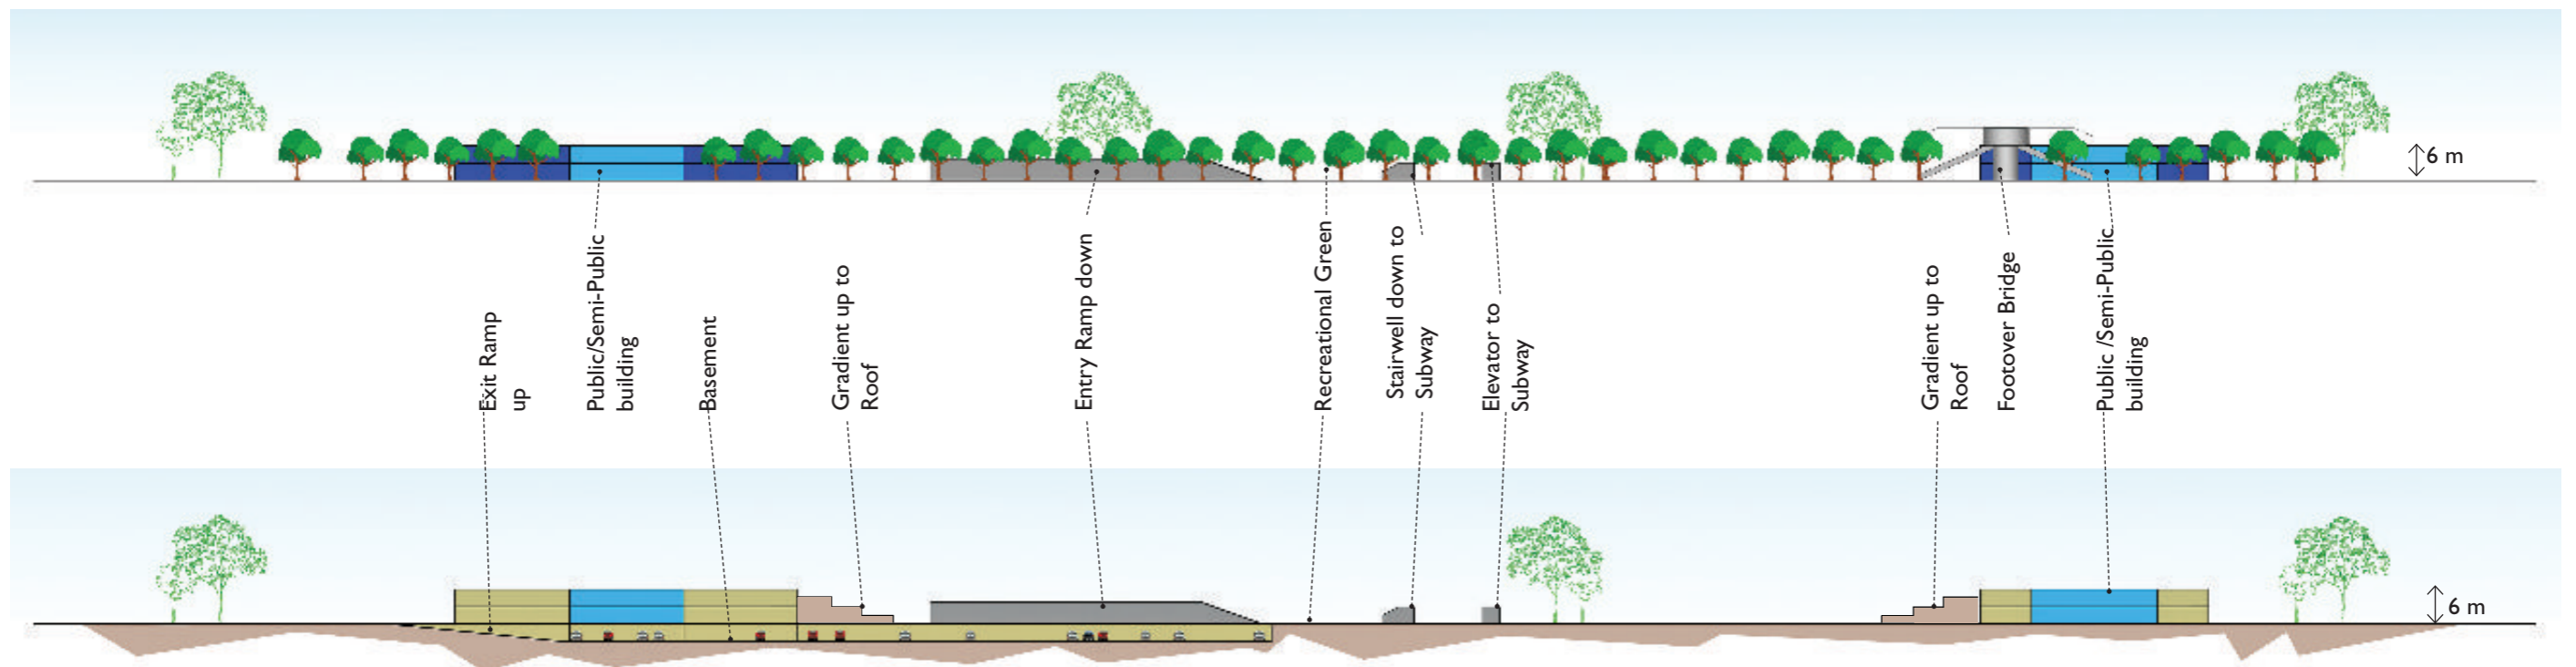 6 m
Exit Ramp
up
Public/Semi-Public
building
Basement
Gradient up to
Roof
Entry Ramp down
Recreational Green
Stairwell down to
Subway
Elevator to
Subway
Gradient up to
Roof
Footover Bridge
Public /Semi-Public
building
6 m